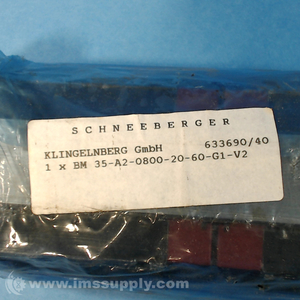 SCHNEEBERGER
KLINGELNBERG GmbH 633690/40
1 x BM 35-A2-0800-20-60-G1-V2
www.imssupply.com